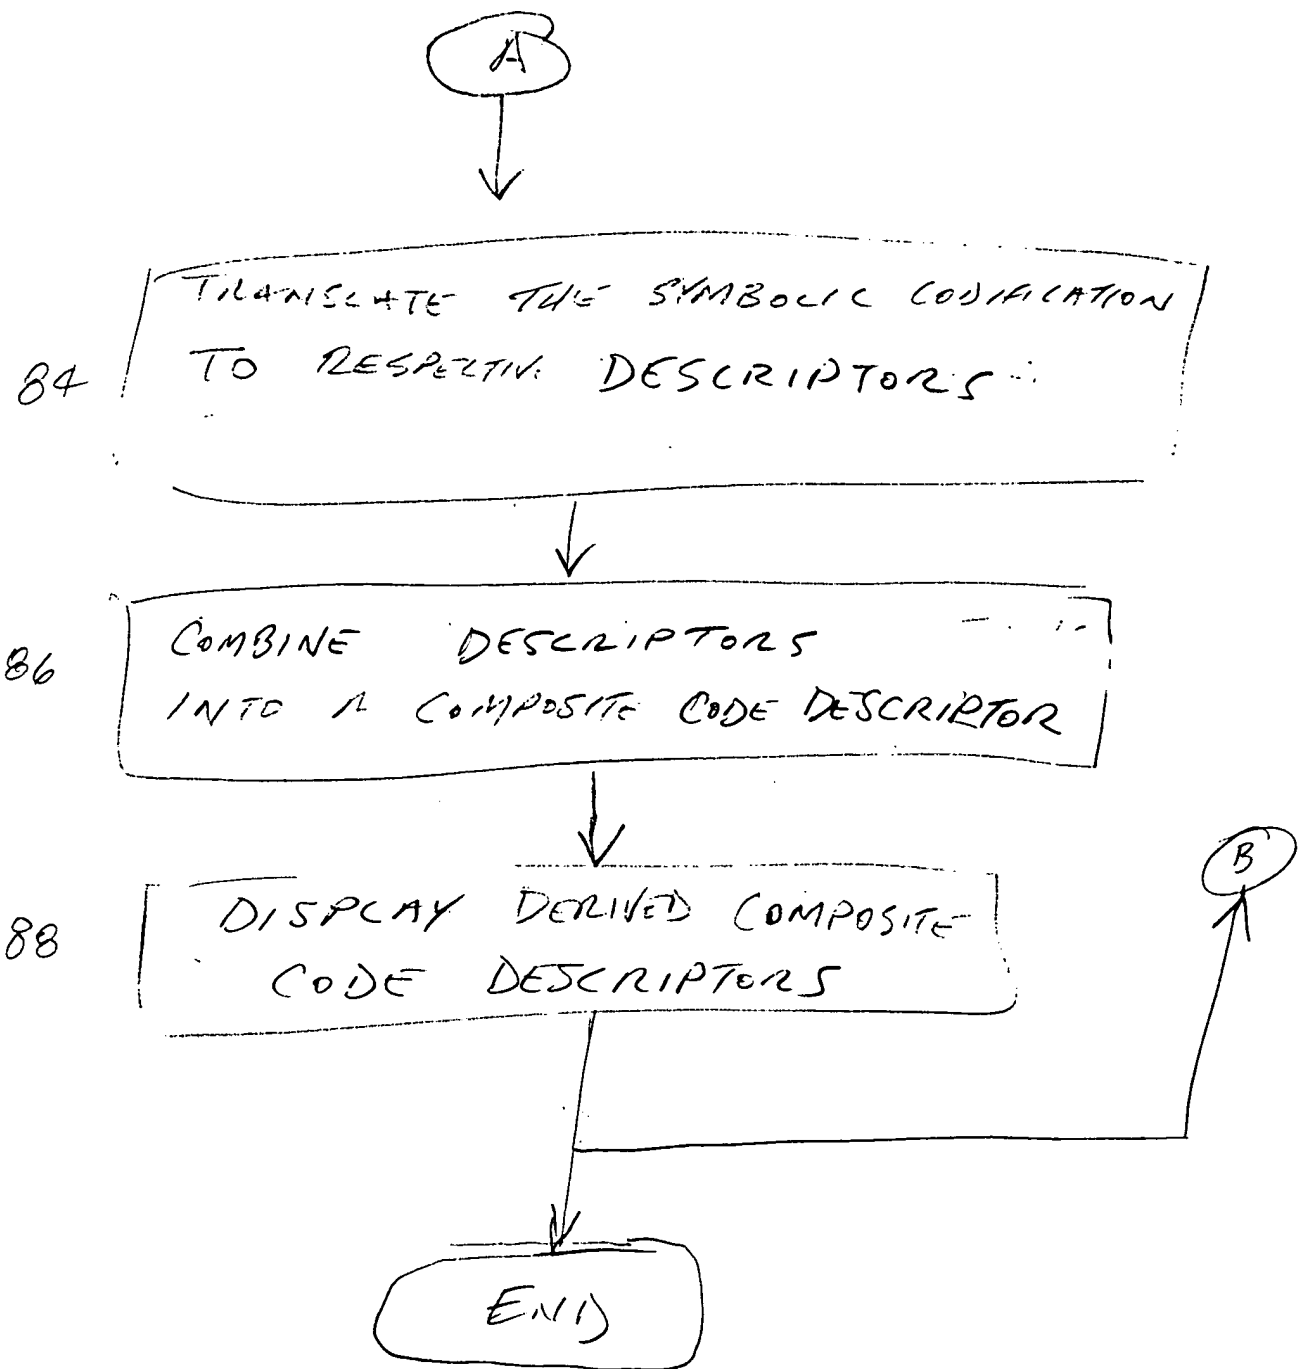 A
84
TRANSLATE THE SYMBOLIC CODIFICATION
TO RESPECTIVE DESCRIPTORS
86
COMBINE DESCRIPTORS
INTO A COMPOSITE CODE DESCRIPTOR
88
DISPLAY DERIVED COMPOSITE
CODE DESCRIPTORS
B
END